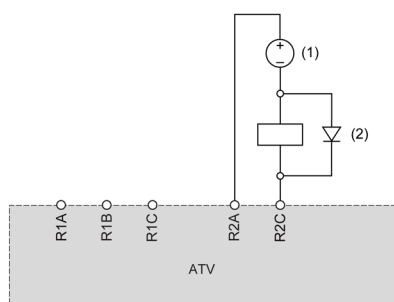 +
(1)
−
(2)
R1A
R1B
R1C
R2A
R2C
ATV